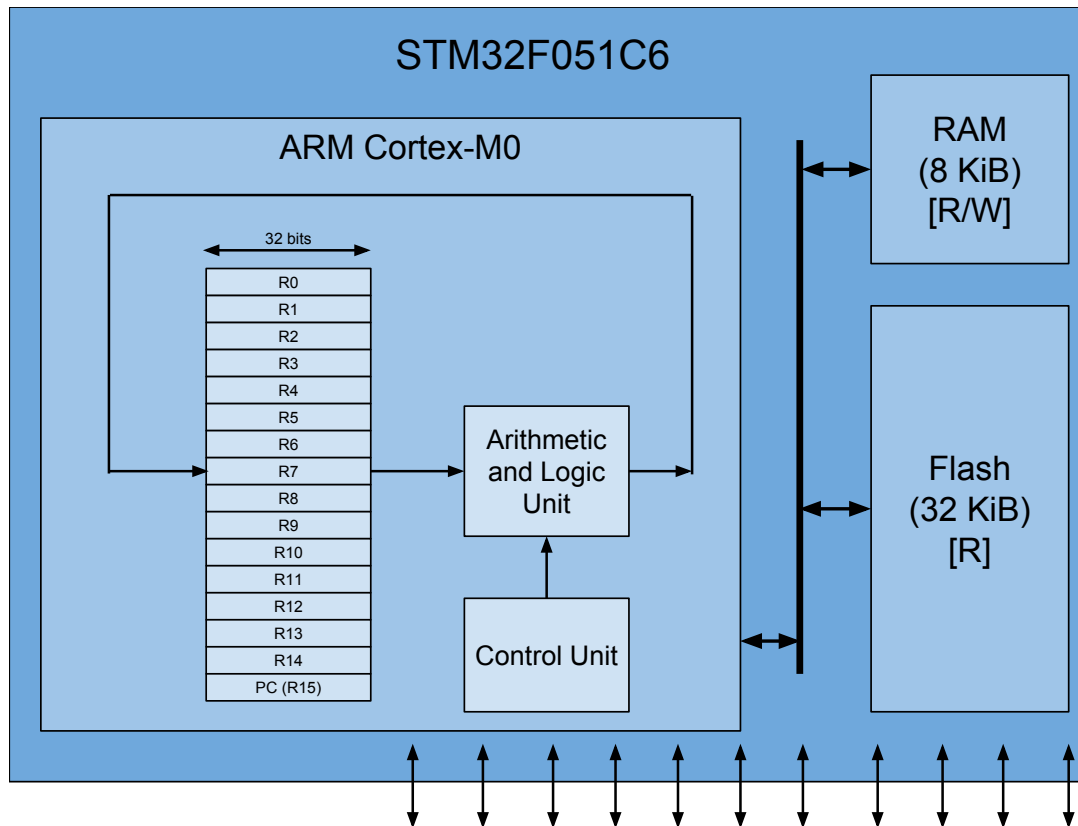 STM32F051C6
ARM Cortex-M0
32 bits
R0
R1
R2
R3
R4
R5
R6
R7
R8
R9
R10
R11
R12
R13
R14
PC (R15)
Arithmetic
and Logic
Unit
Control Unit
RAM
(8 KiB)
[R/W]
Flash
(32 KiB)
[R]